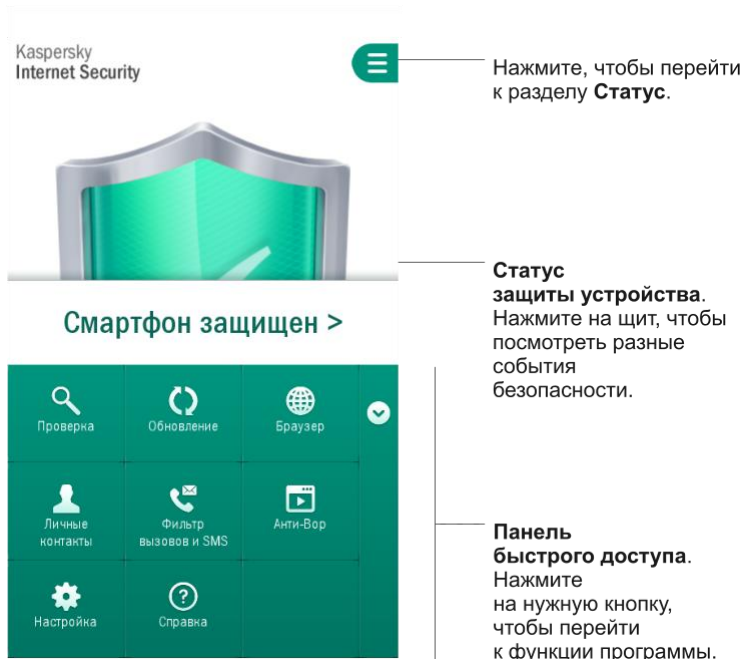 Kaspersky
Internet Security
Нажмите, чтобы перейти
к разделу Статус.
Статус
защиты устройства.
Нажмите на щит, чтобы
посмотреть разные
события
безопасности.
Смартфон защищен >
Проверка
Обновление
Браузер
Личные
контакты
Фильтр
вызовов и SMS
Анти-Вор
Настройка
Справка
Панель
быстрого доступа.
Нажмите
на нужную кнопку,
чтобы перейти
к функции программы.